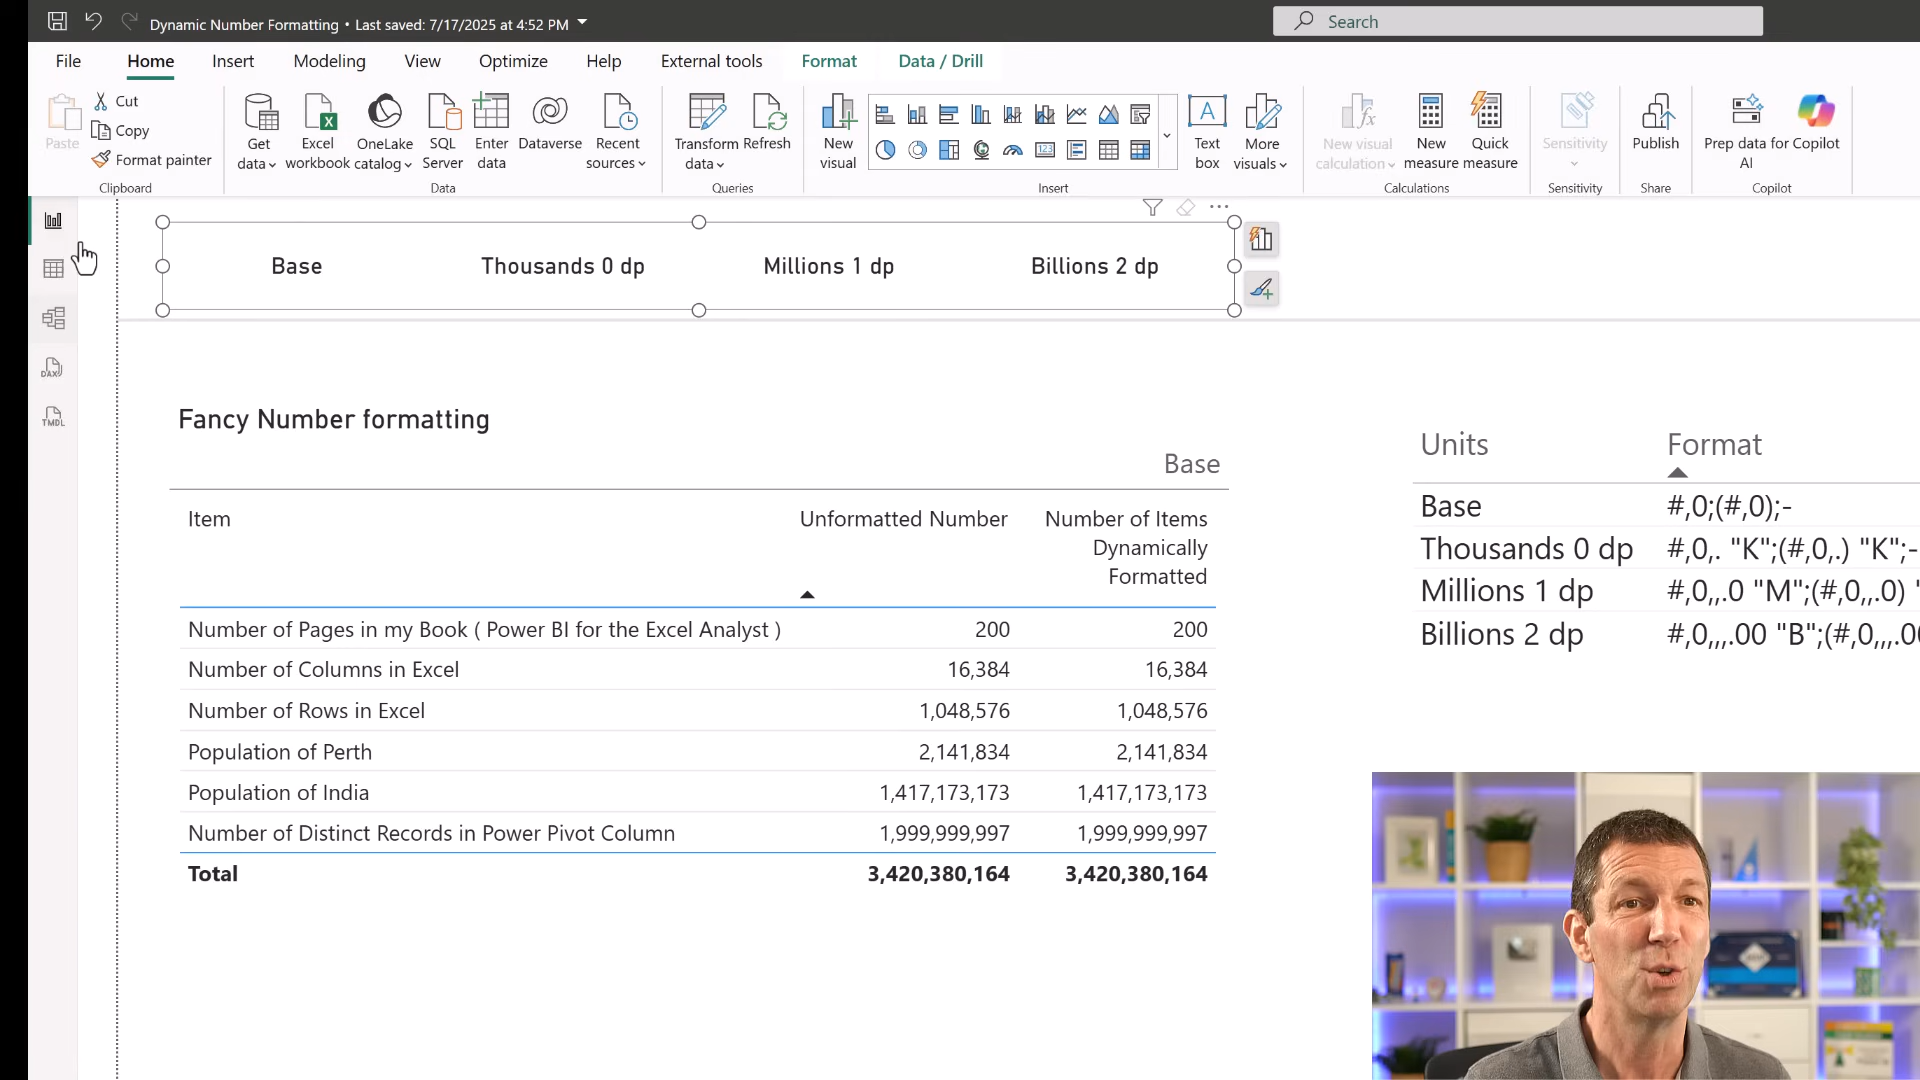 Dynamic Number Formatting • Last saved: 7/17/2025 at 4:52 PM
Search
File Home Insert Modeling View Optimize Help External tools Format Data / Drill
Paste
Cut
Copy
Format painter
Clipboard
Get data
Excel workbook
OneLake catalog
SQL Server
Enter data
Dataverse
Recent sources
Data
Transform data
Refresh
Queries
New visual
Text box
More visuals
Insert
New visual calculation
New measure
Quick measure
Calculations
Sensitivity
Sensitivity
Publish
Share
Prep data for AI
Copilot
Copilot
DAX
TMDL
Base Thousands 0 dp Millions 1 dp Billions 2 dp
Fancy Number formatting
Base
Item Unformatted Number Number of Items
Dynamically
Formatted
Number of Pages in my Book ( Power BI for the Excel Analyst ) 200 200
Number of Columns in Excel 16,384 16,384
Number of Rows in Excel 1,048,576 1,048,576
Population of Perth 2,141,834 2,141,834
Population of India 1,417,173,173 1,417,173,173
Number of Distinct Records in Power Pivot Column 1,999,999,997 1,999,999,997
Total 3,420,380,164 3,420,380,164
Units Format
Base #,0;(#,0);-
Thousands 0 dp #,0,. "K";(#,0,.) "K";-
Millions 1 dp #,0,,.0 "M";(#,0,,.0) "
Billions 2 dp #,0,,,.00 "B";(#,0,,,.00